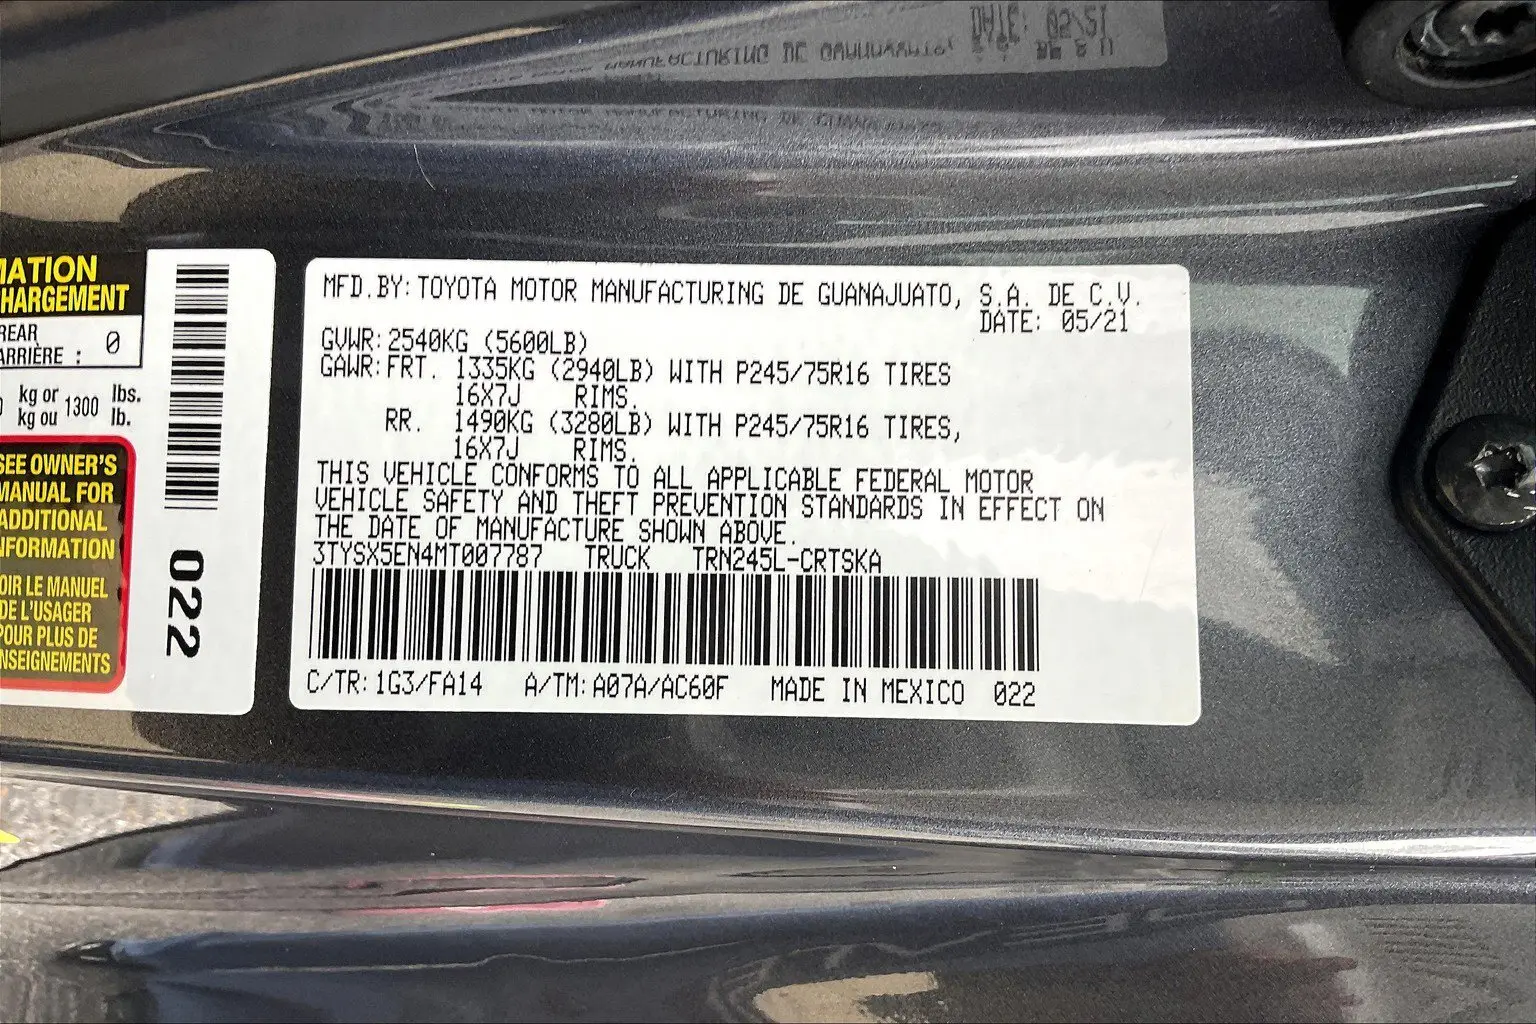 MATION
CHARGEMENT
REAR
ARRIÈRE : 0
kg or 1300 lbs.
kg ou lb.
SEE OWNER'S
MANUAL FOR
ADDITIONAL
INFORMATION
VOIR LE MANUEL
DE L'USAGER
POUR PLUS DE
RENSEIGNEMENTS
022
MFD.BY: TOYOTA MOTOR MANUFACTURING DE GUANAJUATO, S.A. DE C.V.
DATE: 05/21
GVWR: 2540KG (5600LB)
GAWR: FRT. 1335KG (2940LB) WITH P245/75R16 TIRES
16X7J RIMS.
RR. 1490KG (3280LB) WITH P245/75R16 TIRES,
16X7J RIMS.
THIS VEHICLE CONFORMS TO ALL APPLICABLE FEDERAL MOTOR
VEHICLE SAFETY AND THEFT PREVENTION STANDARDS IN EFFECT ON
THE DATE OF MANUFACTURE SHOWN ABOVE.
3TYSX5EN4MT007787 TRUCK TRN245L-CRTSKA
C/TR: 1G3/FA14 A/TM: A07A/AC60F MADE IN MEXICO 022